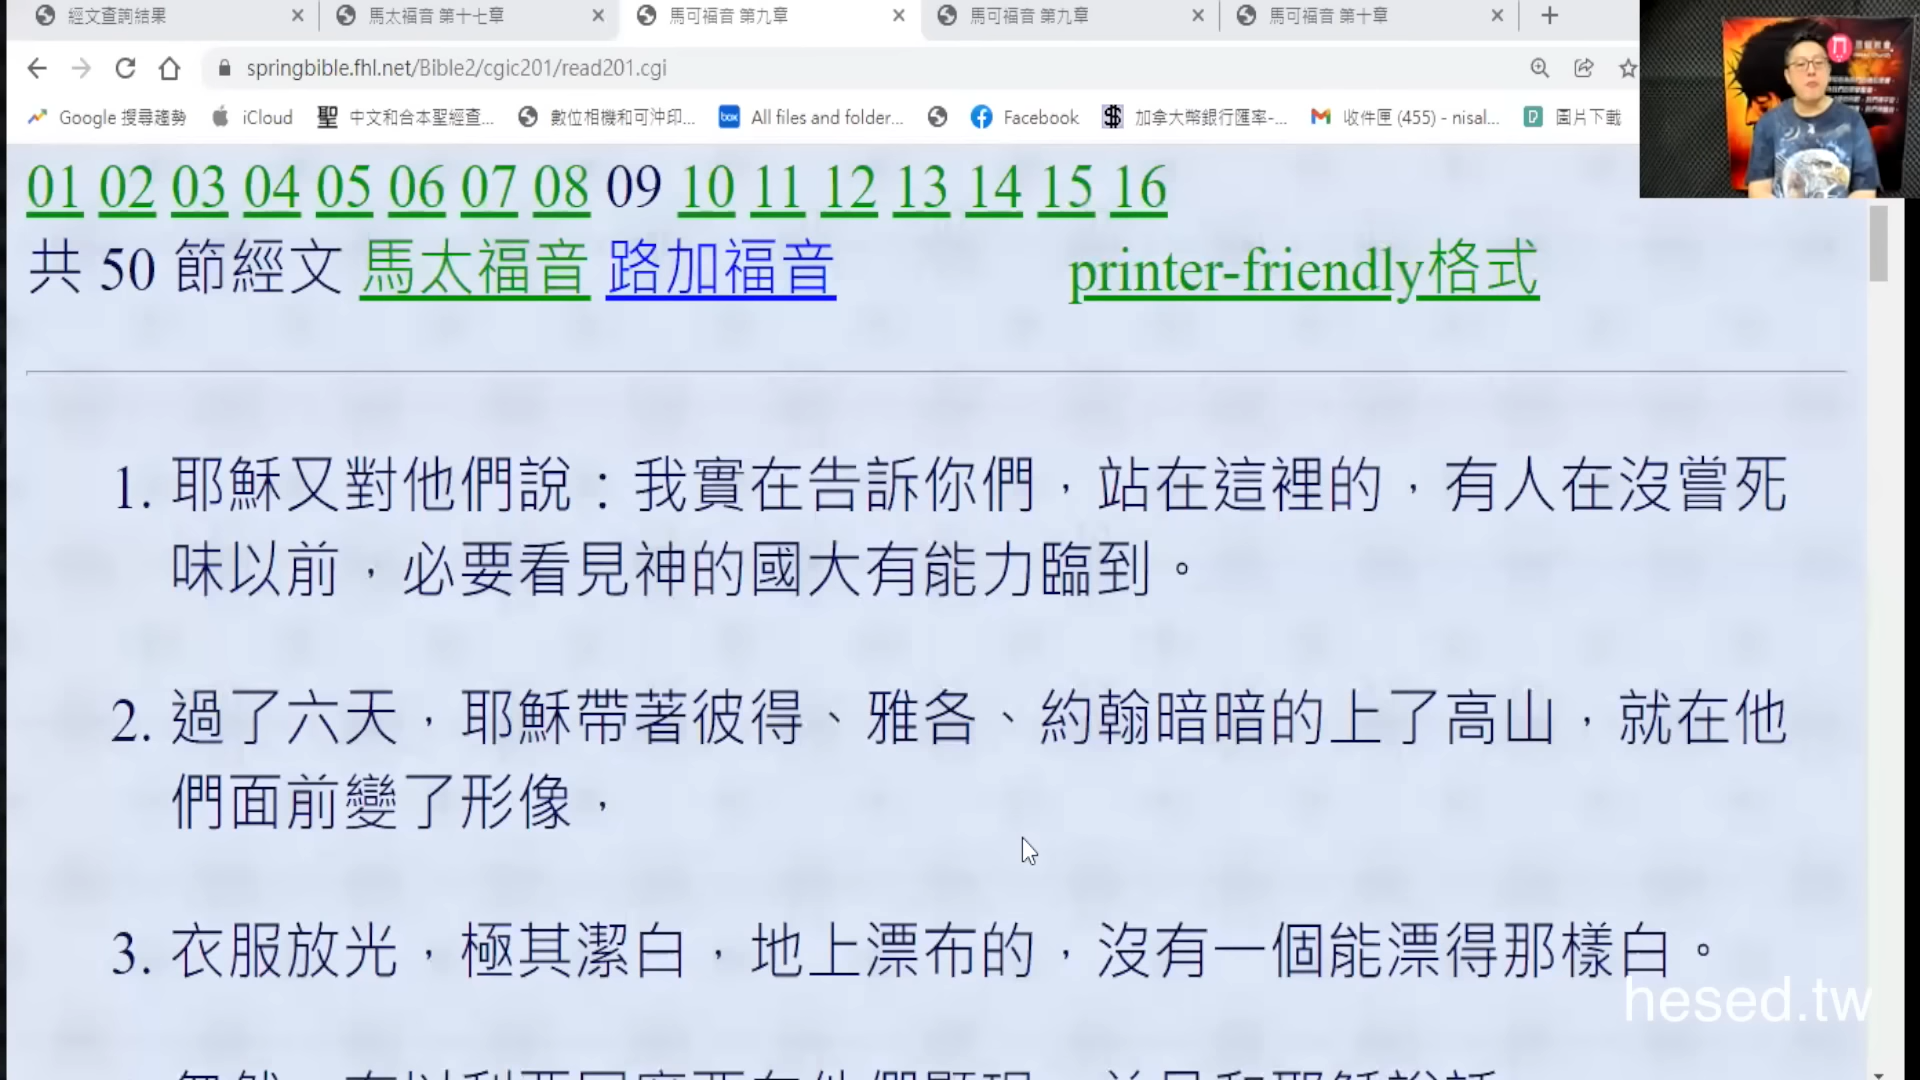 經文查詢結果
馬太福音 第十七章
馬可福音 第九章
馬可福音 第九章
馬可福音 第十章
springbible.fhl.net/Bible2/cgic201/read201.cgi
Google 搜尋趨勢
iCloud
聖 中文和合本聖經查...
數位相機和可沖印...
box All files and folder...
Facebook
加拿大幣銀行匯率-...
收件匣 (455) - nisal...
圖片下載
01 02 03 04 05 06 07 08 09 10 11 12 13 14 15 16
共 50 節經文 馬太福音 路加福音 printer-friendly格式
1. 耶穌又對他們說：我實在告訴你們，站在這裡的，有人在沒嘗死
味以前，必要看見神的國大有能力臨到。
2. 過了六天，耶穌帶著彼得、雅各、約翰暗暗的上了高山，就在他
們面前變了形像，
3. 衣服放光，極其潔白，地上漂布的，沒有一個能漂得那樣白。
hesed.tw